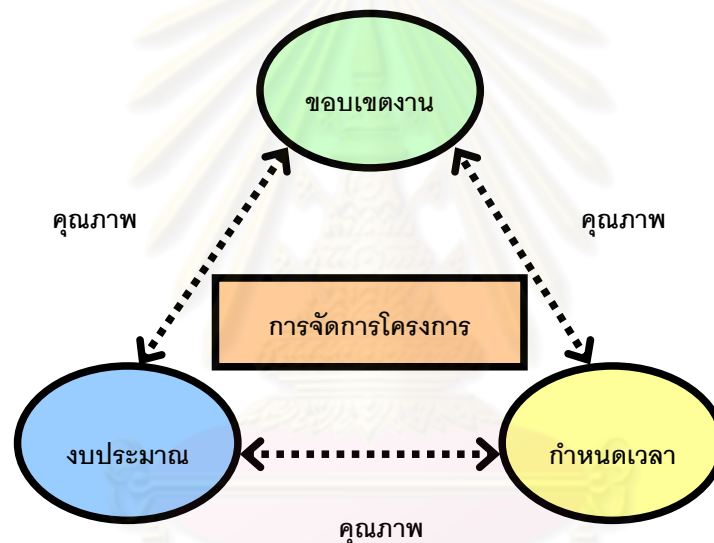 ขอบเขตงาน
คุณภาพ
คุณภาพ
การจัดการโครงการ
งบประมาณ
กำหนดเวลา
คุณภาพ